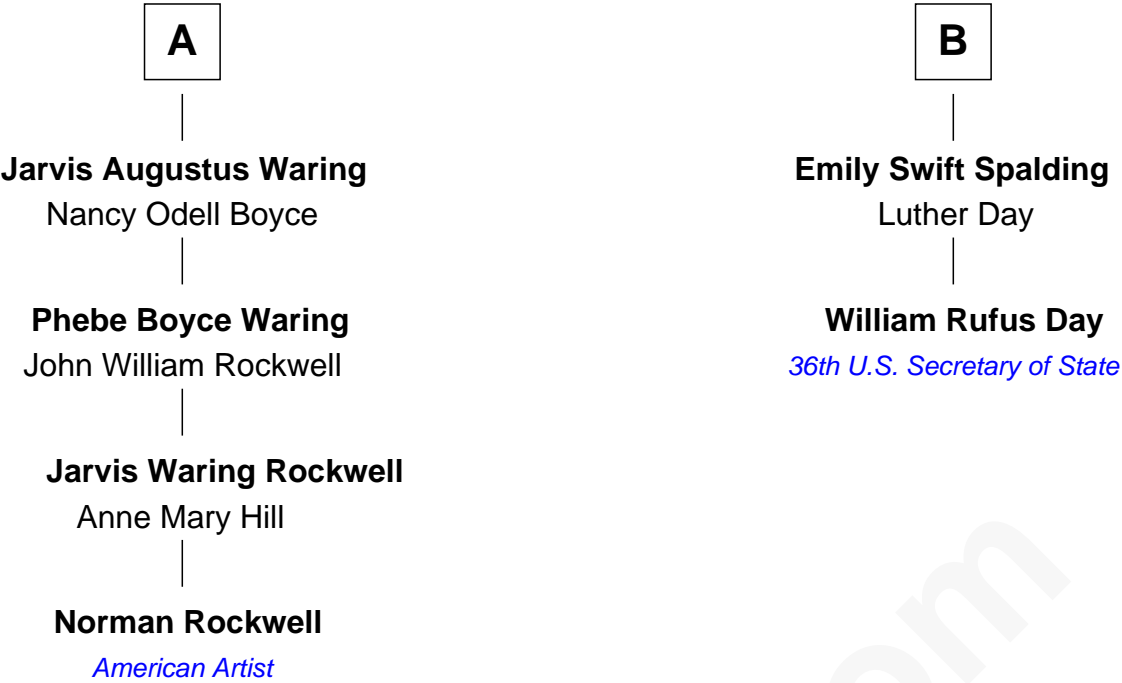 A
Jarvis Augustus Waring
Nancy Odell Boyce
Phebe Boyce Waring
John William Rockwell
Jarvis Waring Rockwell
Anne Mary Hill
Norman Rockwell
American Artist
B
Emily Swift Spalding
Luther Day
William Rufus Day
36th U.S. Secretary of State
om